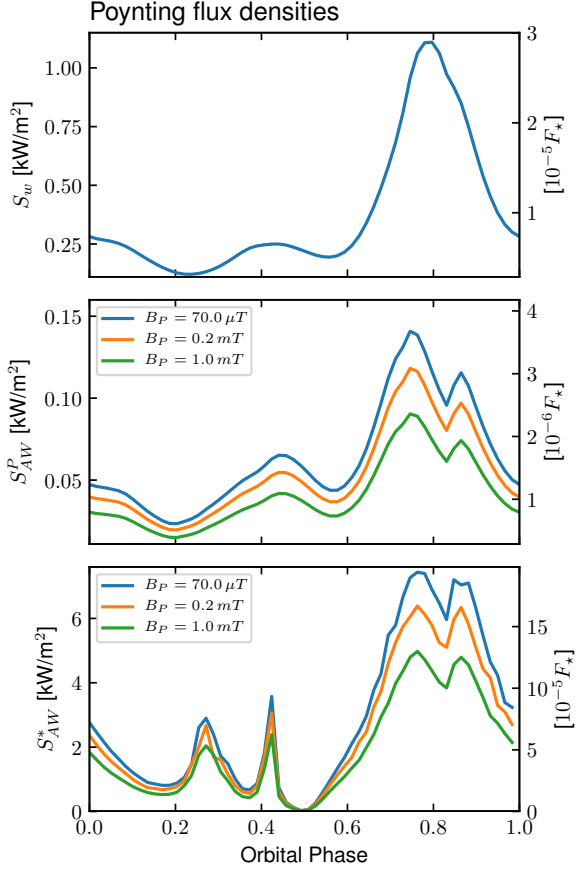 Poynting flux densities
S_w [kW/m²]
1.00
0.75
0.50
0.25
3
2
1
[10⁻⁵F⋆]
S_AW^P [kW/m²]
0.15
0.10
0.05
B_P = 70.0 μT
B_P = 0.2 mT
B_P = 1.0 mT
4
3
2
1
[10⁻⁶F⋆]
S_AW^* [kW/m²]
6
4
2
0
B_P = 70.0 μT
B_P = 0.2 mT
B_P = 1.0 mT
15
10
5
0
[10⁻⁵F⋆]
0.0 0.2 0.4 0.6 0.8 1.0
Orbital Phase